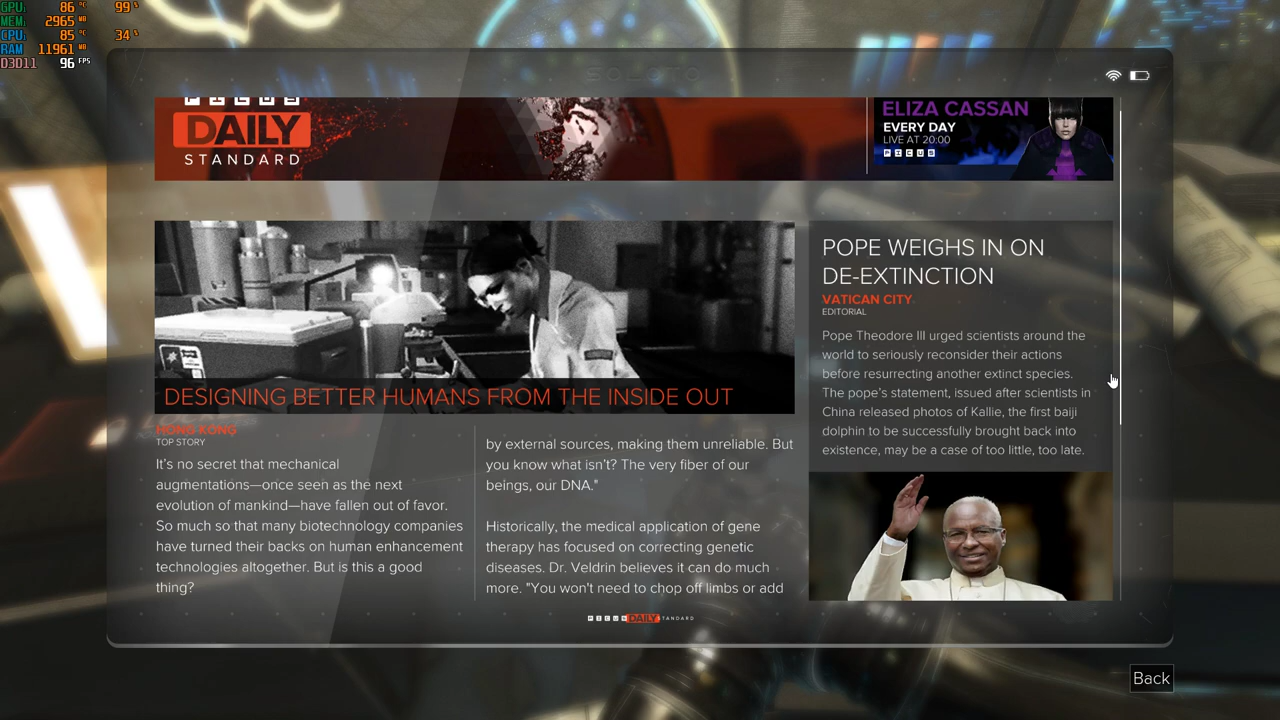 GPU: 86 °C 99 %
MEM: 2965 MB
CPU: 85 °C 34 %
RAM 11961 MB
D3D11 96 FPS
PICUS
DAILY
STANDARD
ELIZA CASSAN
EVERY DAY
LIVE AT 20:00
PICUS
DESIGNING BETTER HUMANS FROM THE INSIDE OUT
HONG KONG
TOP STORY
It's no secret that mechanical
augmentations—once seen as the next
evolution of mankind—have fallen out of favor.
So much so that many biotechnology companies
have turned their backs on human enhancement
technologies altogether. But is this a good
thing?
by external sources, making them unreliable. But
you know what isn't? The very fiber of our
beings, our DNA."
Historically, the medical application of gene
therapy has focused on correcting genetic
diseases. Dr. Veldrin believes it can do much
more. "You won't need to chop off limbs or add
POPE WEIGHS IN ON
DE-EXTINCTION
VATICAN CITY
EDITORIAL
Pope Theodore III urged scientists around the
world to seriously reconsider their actions
before resurrecting another extinct species.
The pope's statement, issued after scientists in
China released photos of Kallie, the first baiji
dolphin to be successfully brought back into
existence, may be a case of too little, too late.
PICUS DAILY STANDARD
Back